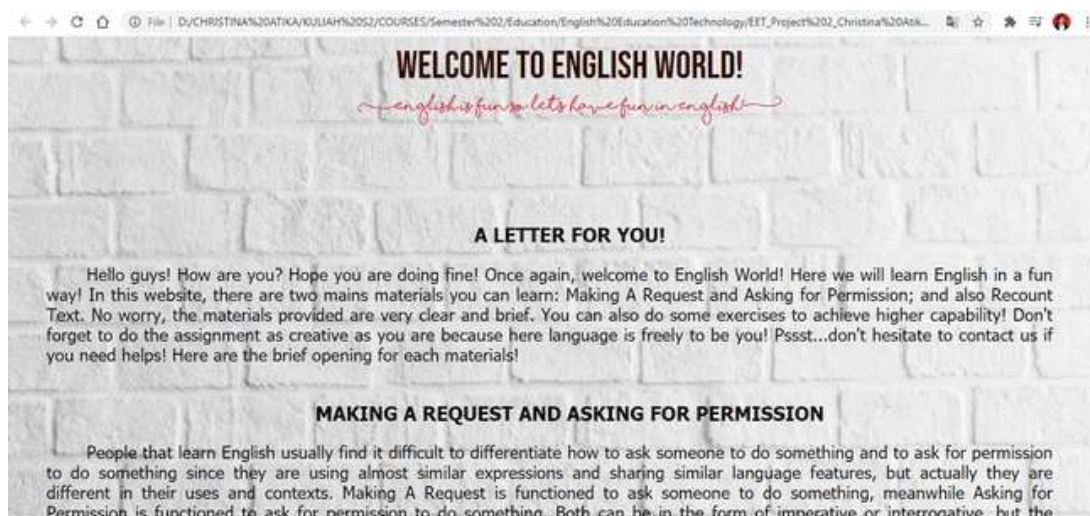 File | D:/CHRISTINA%20ATIKA/KULIAH%20S2/COURSES/Semester%202/Education/English%20Education%20Technology/EET_Project%202_Christina%20Atik...
WELCOME TO ENGLISH WORLD!
english is fun so lets have fun in english!
A LETTER FOR YOU!
Hello guys! How are you? Hope you are doing fine! Once again, welcome to English World! Here we will learn English in a fun
way! In this website, there are two mains materials you can learn: Making A Request and Asking for Permission; and also Recount
Text. No worry, the materials provided are very clear and brief. You can also do some exercises to achieve higher capability! Don't
forget to do the assignment as creative as you are because here language is freely to be you! Pssst...don't hesitate to contact us if
you need helps! Here are the brief opening for each materials!
MAKING A REQUEST AND ASKING FOR PERMISSION
People that learn English usually find it difficult to differentiate how to ask someone to do something and to ask for permission
to do something since they are using almost similar expressions and sharing similar language features, but actually they are
different in their uses and contexts. Making A Request is functioned to ask someone to do something, meanwhile Asking for
Permission is functioned to ask for permission to do something. Both can be in the form of imperative or interrogative, but the